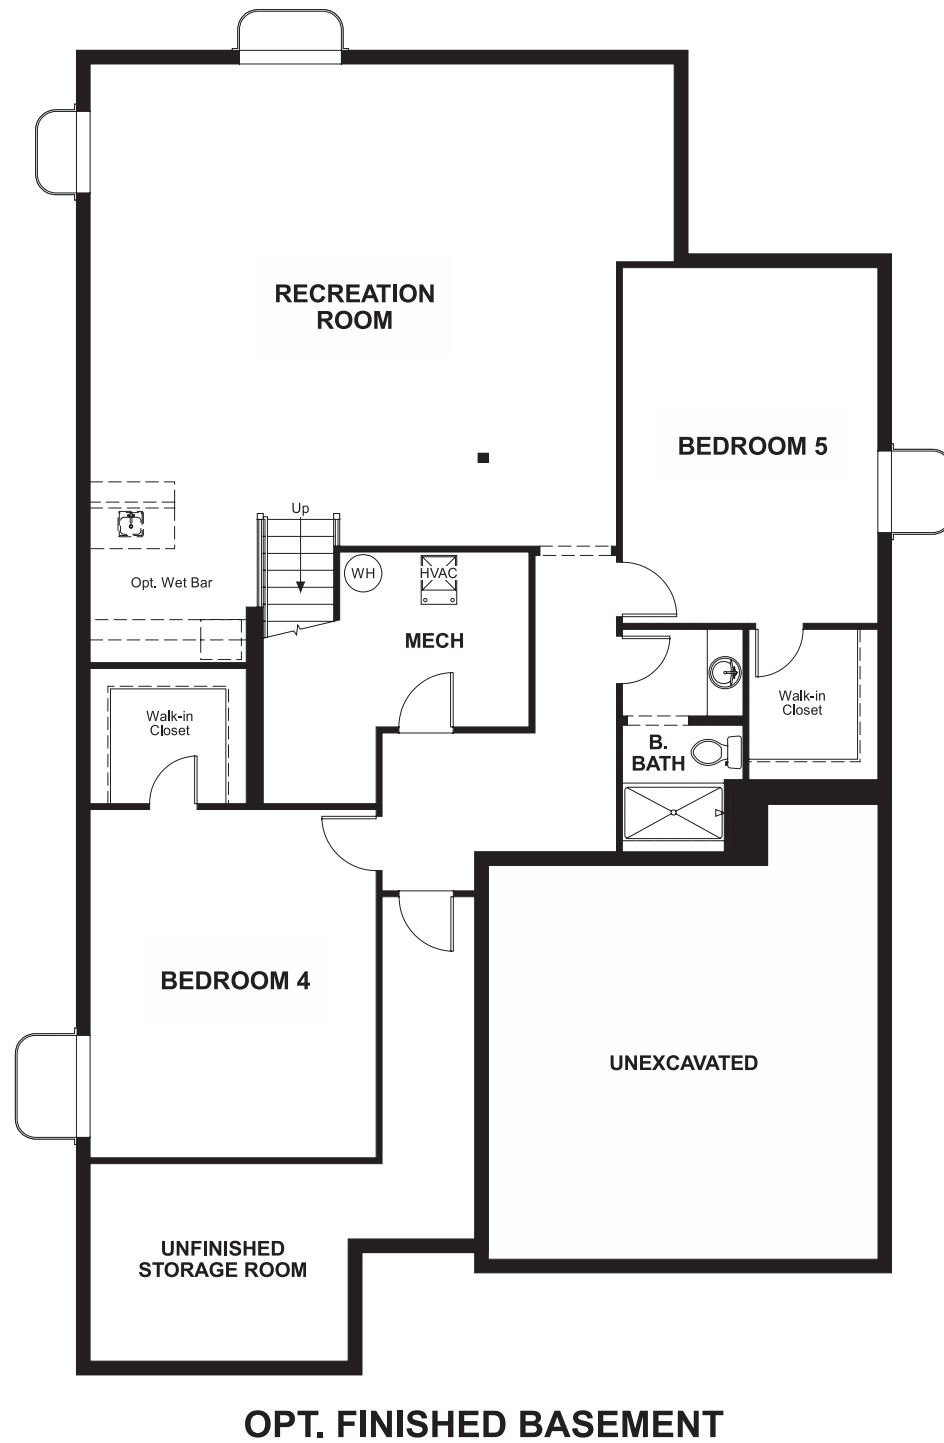 RECREATION
ROOM
BEDROOM 5
Up
Opt. Wet Bar
WH
HVAC
MECH
Walk-in
Closet
Walk-in
Closet
B.
BATH
BEDROOM 4
UNEXCAVATED
UNFINISHED
STORAGE ROOM
OPT. FINISHED BASEMENT